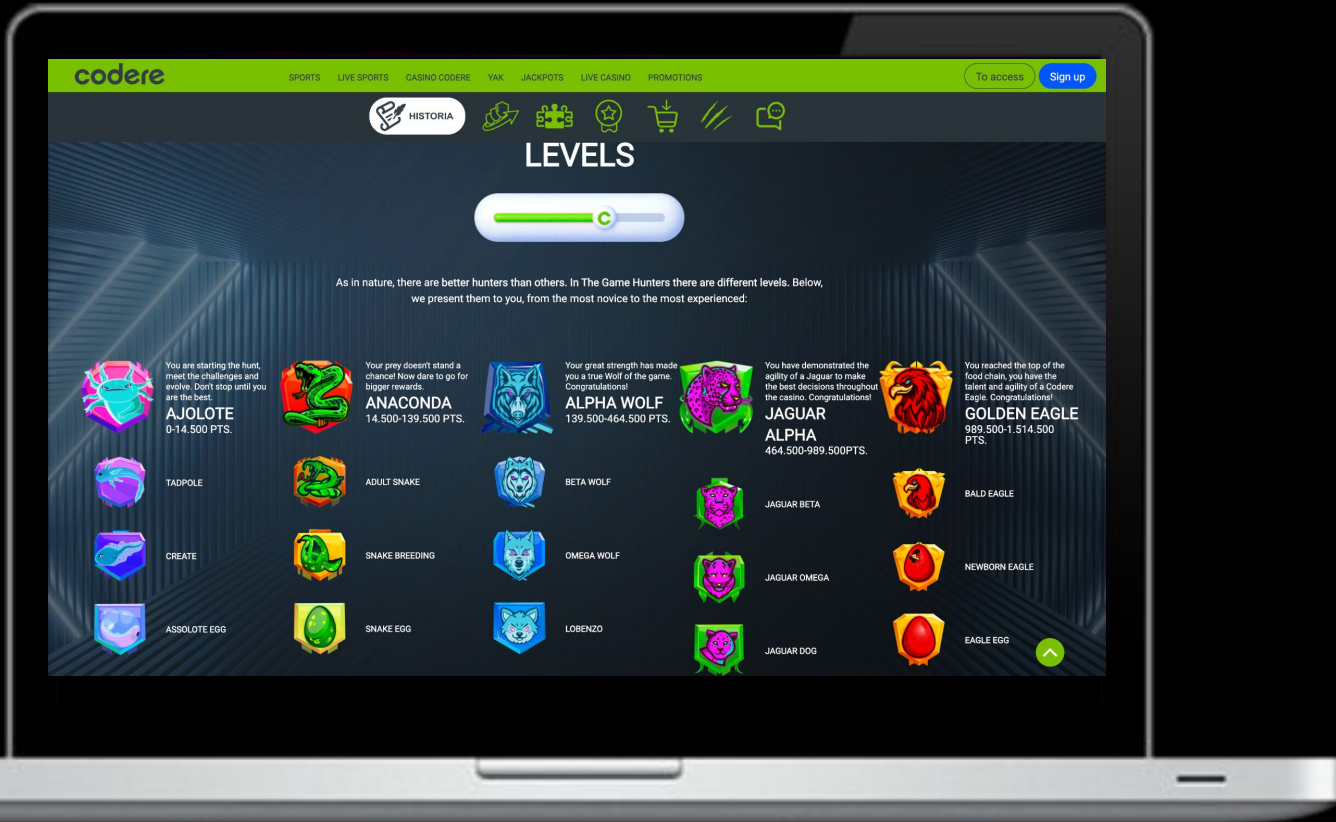 codere
SPORTS LIVE SPORTS CASINO CODERE YAK JACKPOTS LIVE CASINO PROMOTIONS
To access Sign up
HISTORIA
LEVELS
C
As in nature, there are better hunters than others. In The Game Hunters there are different levels. Below,
we present them to you, from the most novice to the most experienced:
You are starting the hunt,
meet the challenges and
evolve. Don't stop until you
are the best.
AJOLOTE
0-14.500 PTS.
TADPOLE
CREATE
ASSOLOTE EGG
Your prey doesn't stand a
chance! Now dare to go for
bigger rewards.
ANACONDA
14.500-139.500 PTS.
ADULT SNAKE
SNAKE BREEDING
SNAKE EGG
Your great strength has made
you a true Wolf of the game.
Congratulations!
ALPHA WOLF
139.500-464.500 PTS.
BETA WOLF
OMEGA WOLF
LOBENZO
You have demonstrated the
agility of a Jaguar to make
the best decisions throughout
the casino. Congratulations!
JAGUAR
ALPHA
464.500-989.500PTS.
JAGUAR BETA
JAGUAR OMEGA
JAGUAR DOG
You reached the top of the
food chain, you have the
talent and agility of a Codere
Eagle. Congratulations!
GOLDEN EAGLE
989.500-1.514.500
PTS.
BALD EAGLE
NEWBORN EAGLE
EAGLE EGG